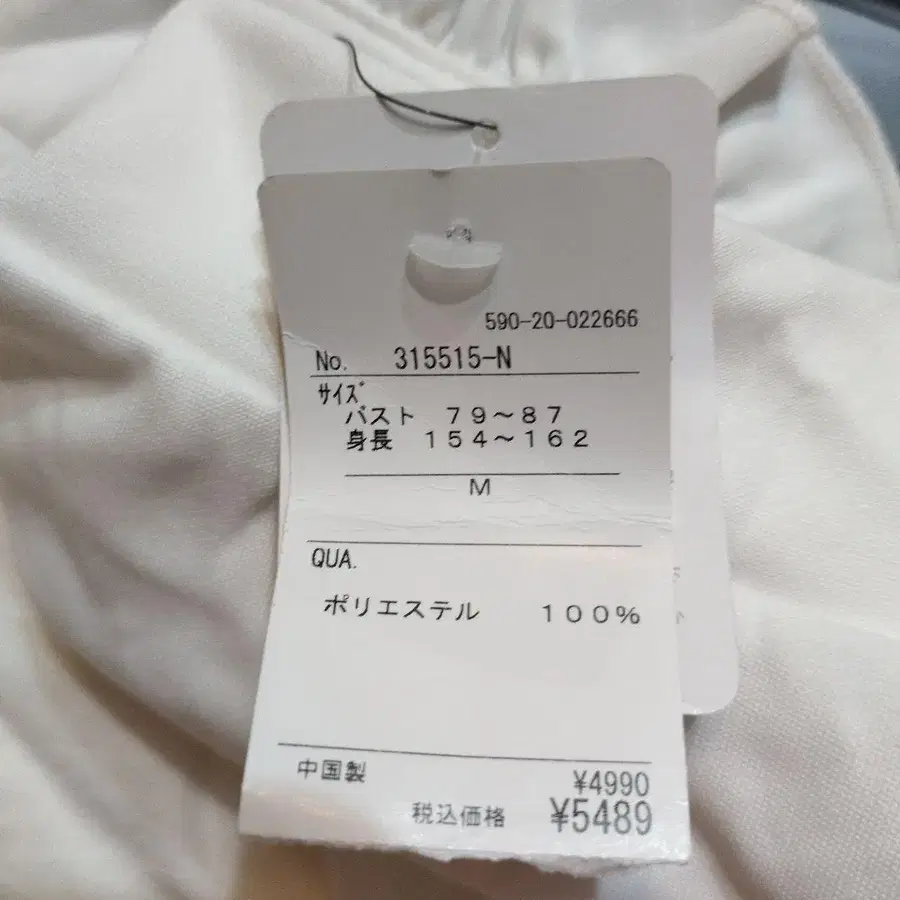 590-20-022666
No. 315515-N
サイズ
バスト 79～87
身長 154～162
M
QUA.
ポリエステル 100%
中国製 ¥4990
税込価格 ¥5489